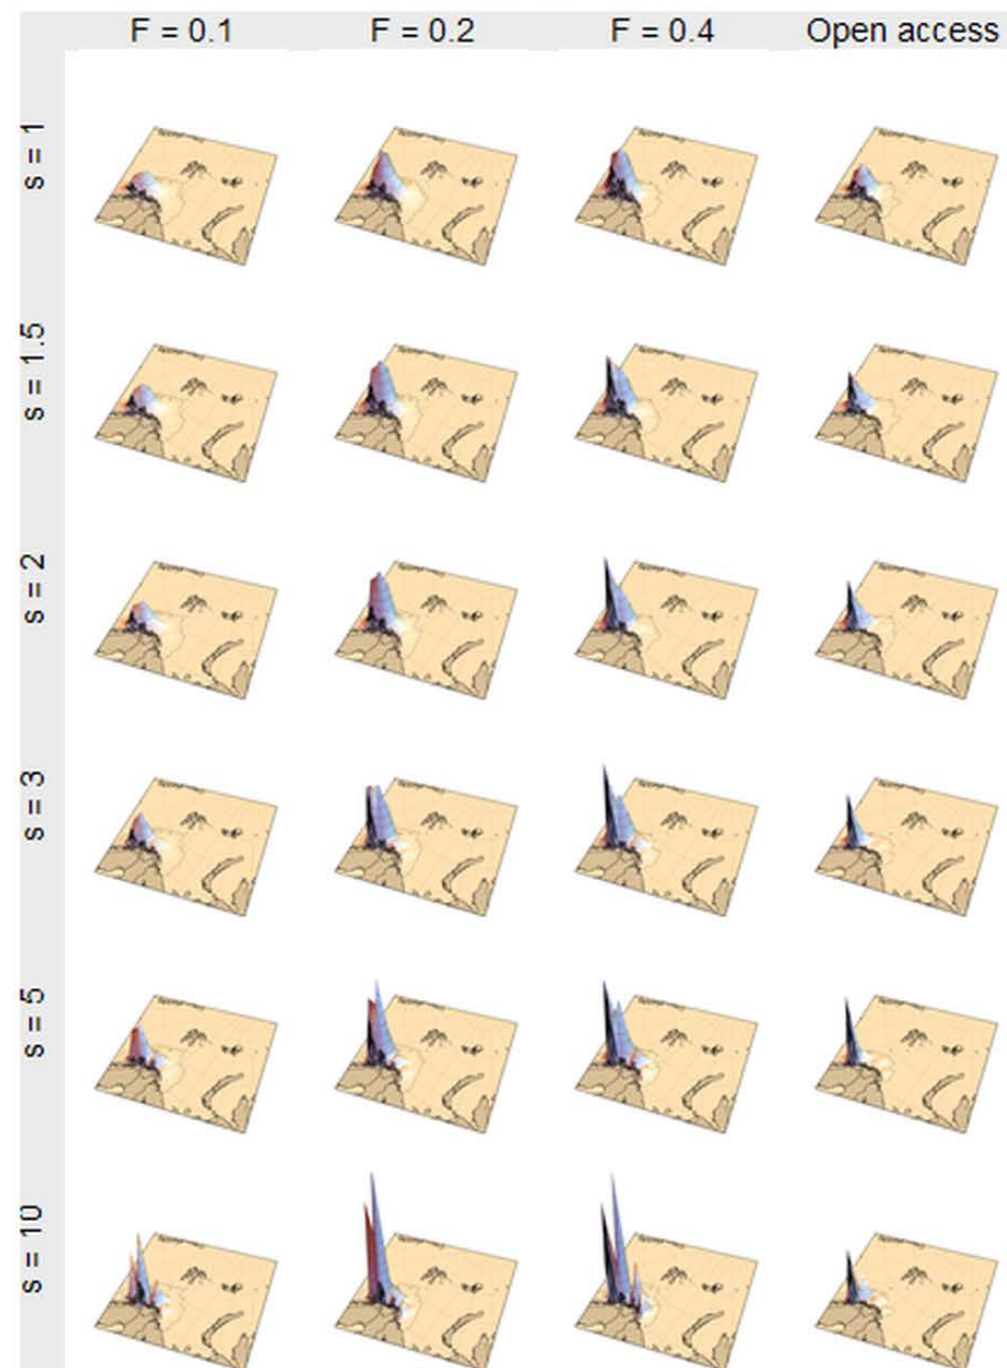 F = 0.1 F = 0.2 F = 0.4 Open access
s = 1
s = 1.5
s = 2
s = 3
s = 5
s = 10